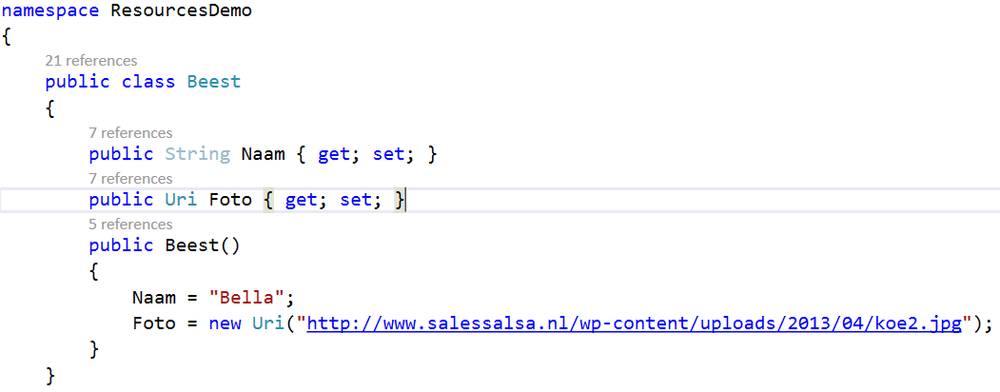 namespace ResourcesDemo
{
21 references
public class Beest
{
7 references
public String Naam { get; set; }
7 references
public Uri Foto { get; set; }
5 references
public Beest()
{
Naam = "Bella";
Foto = new Uri("http://www.salessalsa.nl/wp-content/uploads/2013/04/koe2.jpg");
}
}